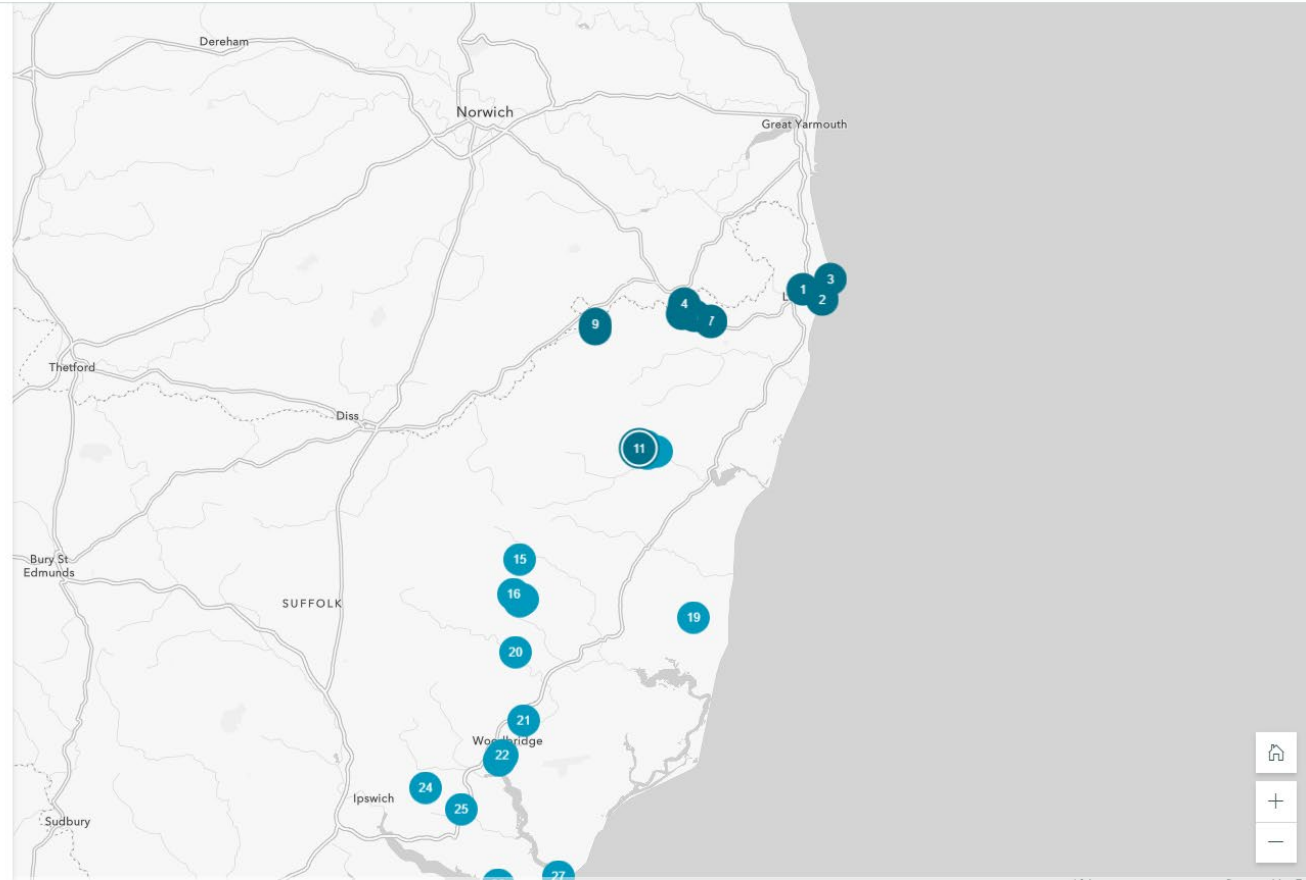 Dereham
Norwich
Great Yarmouth
3
1
2
4
7
9
Thetford
Diss
11
15
Bury St
Edmunds
16
SUFFOLK
19
20
21
Woodbridge
22
24
Ipswich
25
Sudbury
27
+
−